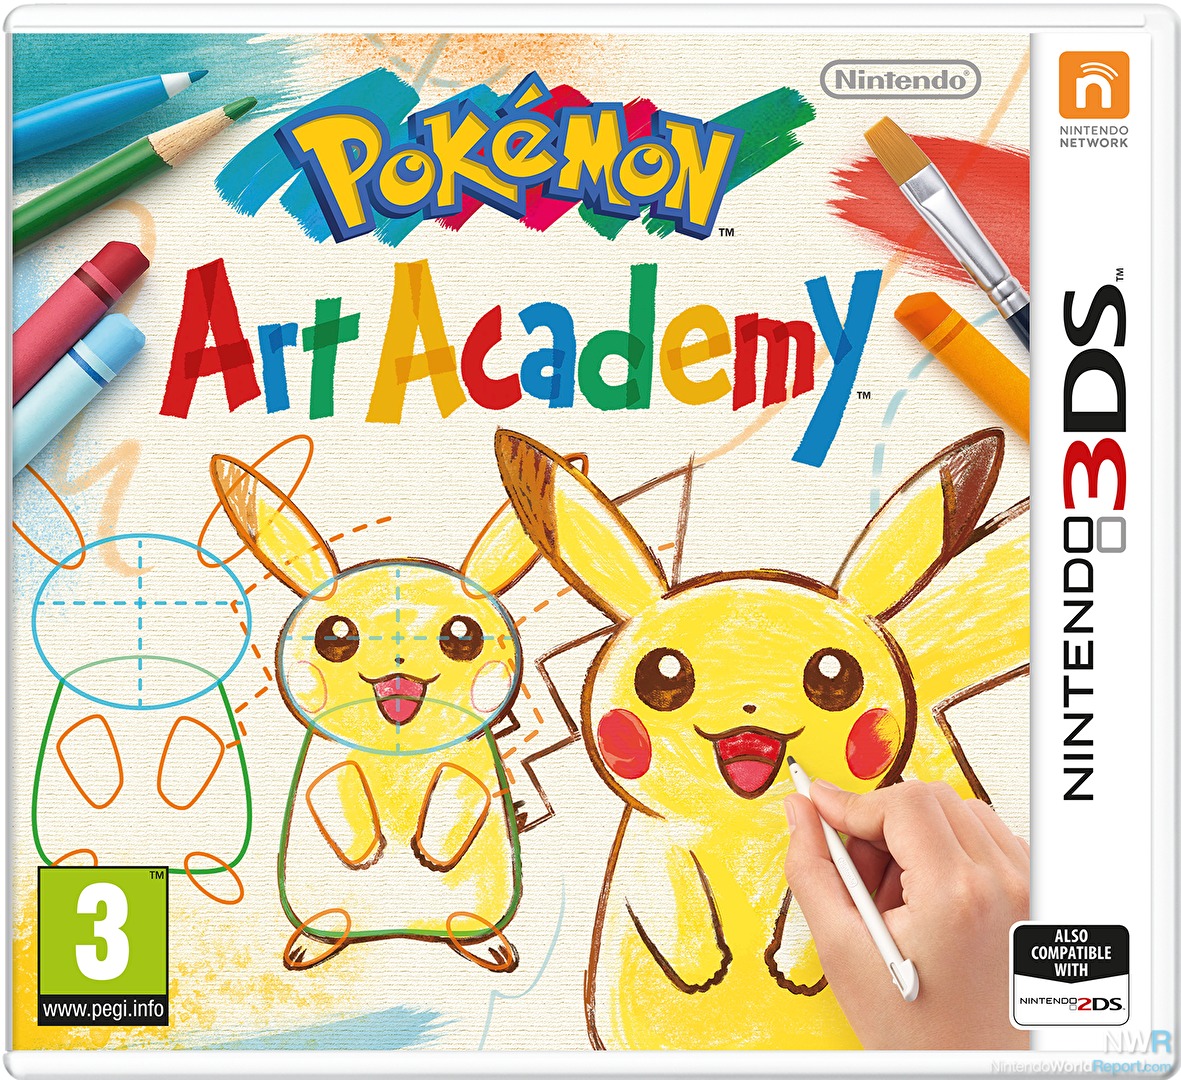 Nintendo®
NINTENDO
NETWORK
POKéMON
TM
Art Academy
TM
NINTENDO 3DS
TM
3
TM
www.pegi.info
ALSO
COMPATIBLE
WITH
NINTENDO 2DS
NWR
NintendoWorldReport.com